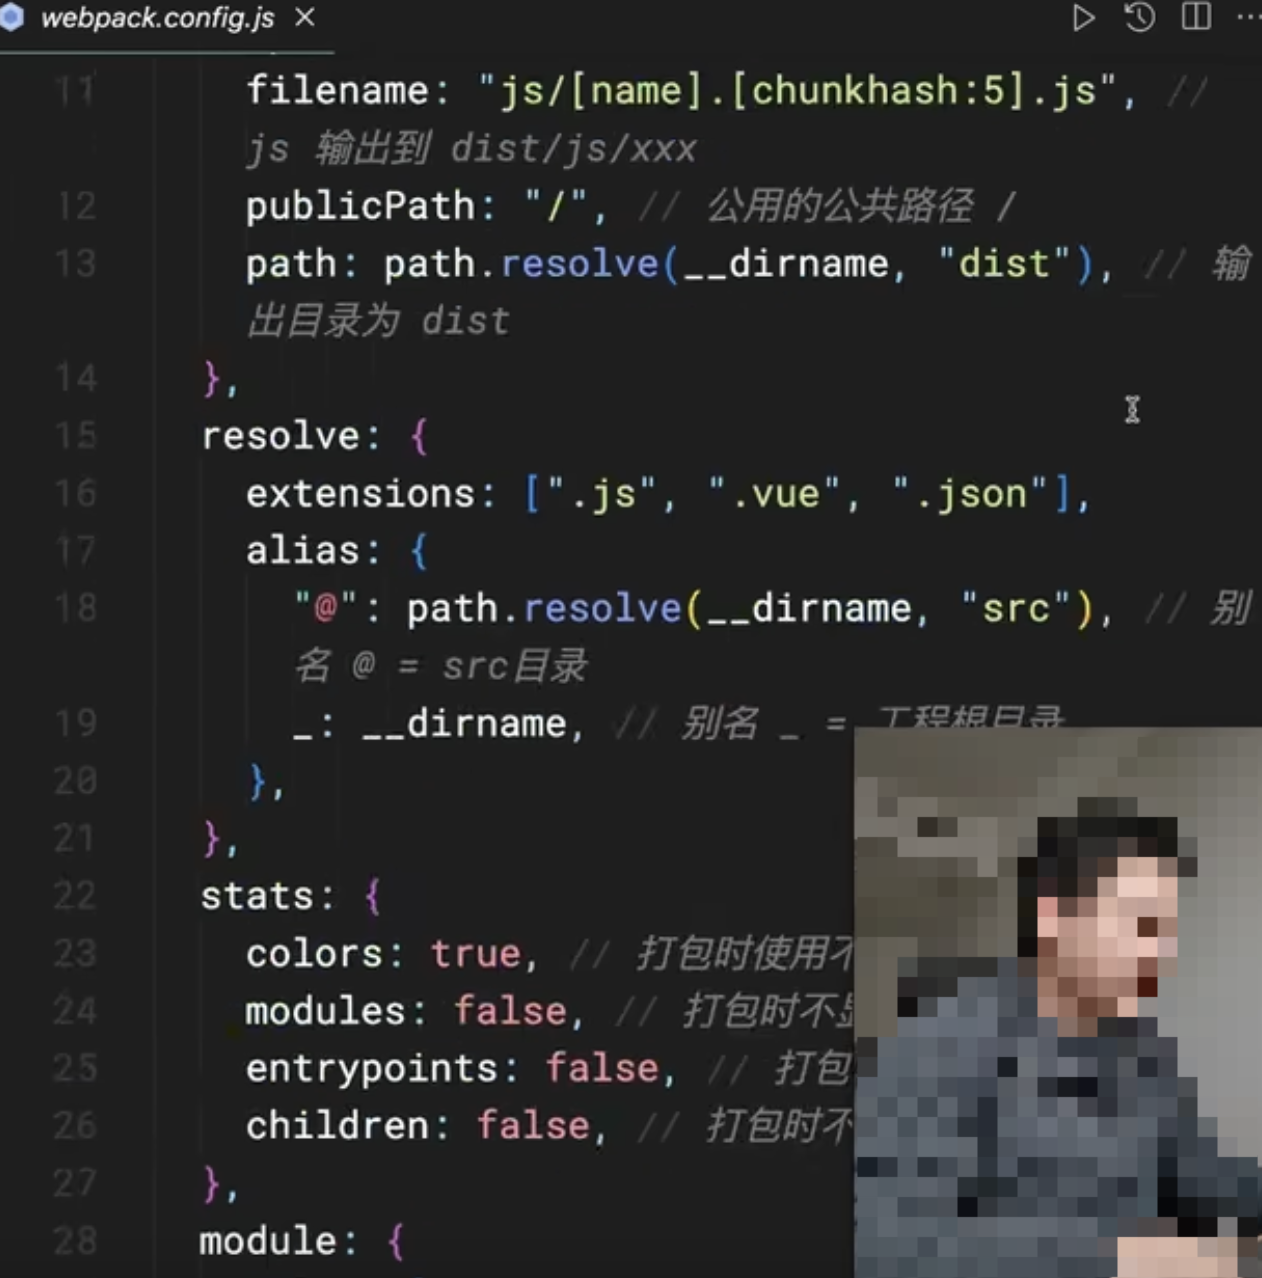 webpack.config.js
11 filename: "js/[name].[chunkhash:5].js", //
js 输出到 dist/js/xxx
12 publicPath: "/", // 公用的公共路径 /
13 path: path.resolve(__dirname, "dist"), // 输
出目录为 dist
14 },
15 resolve: {
16 extensions: [".js", ".vue", ".json"],
17 alias: {
18 "@": path.resolve(__dirname, "src"), // 别
名 @ = src目录
19 _: __dirname, // 别名 _ = 工程根目录
20 },
21 },
22 stats: {
23 colors: true, // 打包时使用不
24 modules: false, // 打包时不
25 entrypoints: false, // 打包
26 children: false, // 打包时不
27 },
28 module: {